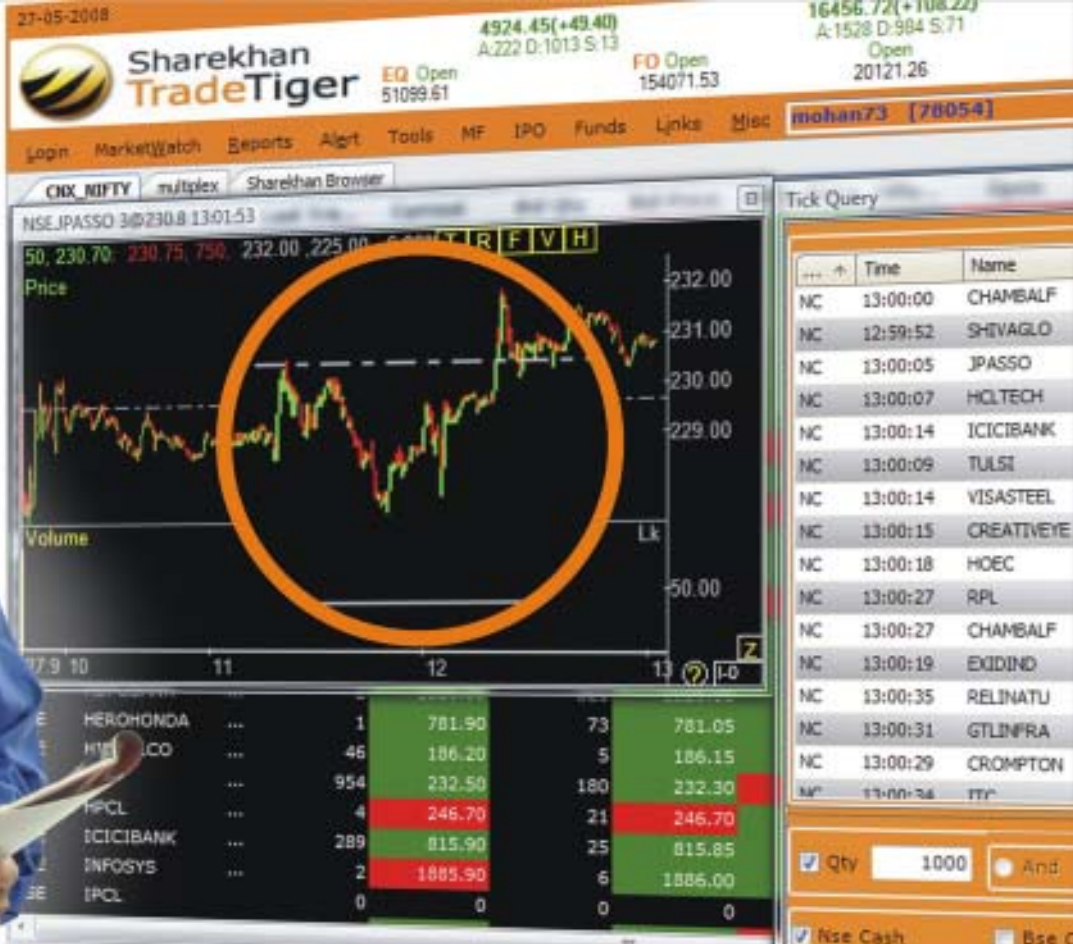 27-05-2008
4924.45(+49.40)
A:222 D:1013 S:13
16456.72(+108.22)
A:1528 D:984 S:71
Sharekhan
TradeTiger
EQ Open
51099.61
FO Open
154071.53
Open
20121.26
Login MarketWatch Reports Alert Tools MF IPO Funds Links Misc
mohan73 [78054]
CNX_NIFTY multiplex Sharekhan Browser
NSE.JPASSO 3@230.8 13:01:53
50, 230.70: 230.75, 750, 232.00 ,225.00
T R F V H
Price
232.00
231.00
230.00
229.00
Volume
Lk
50.00
10 11 12 13
Z
? I-O
HEROHONDA ... 1 781.90 73 781.05
... 46 186.20 5 186.15
... 954 232.50 180 232.30
HPCL ... 4 246.70 21 246.70
ICICIBANK ... 289 815.90 25 815.85
INFOSYS ... 2 1885.90 6 1886.00
IPCL 0 0 0 0
Tick Query
... Time Name
NC 13:00:00 CHAMBALF
NC 12:59:52 SHIVAGLO
NC 13:00:05 JPASSO
NC 13:00:07 HCLTECH
NC 13:00:14 ICICIBANK
NC 13:00:09 TULSI
NC 13:00:14 VISASTEEL
NC 13:00:15 CREATIVEYE
NC 13:00:18 HOEC
NC 13:00:27 RPL
NC 13:00:27 CHAMBALF
NC 13:00:19 EXIDIND
NC 13:00:35 RELINATU
NC 13:00:31 GTLINFRA
NC 13:00:29 CROMPTON
NC 13:00:34 ITC
Qty 1000 And
Nse Cash Bse